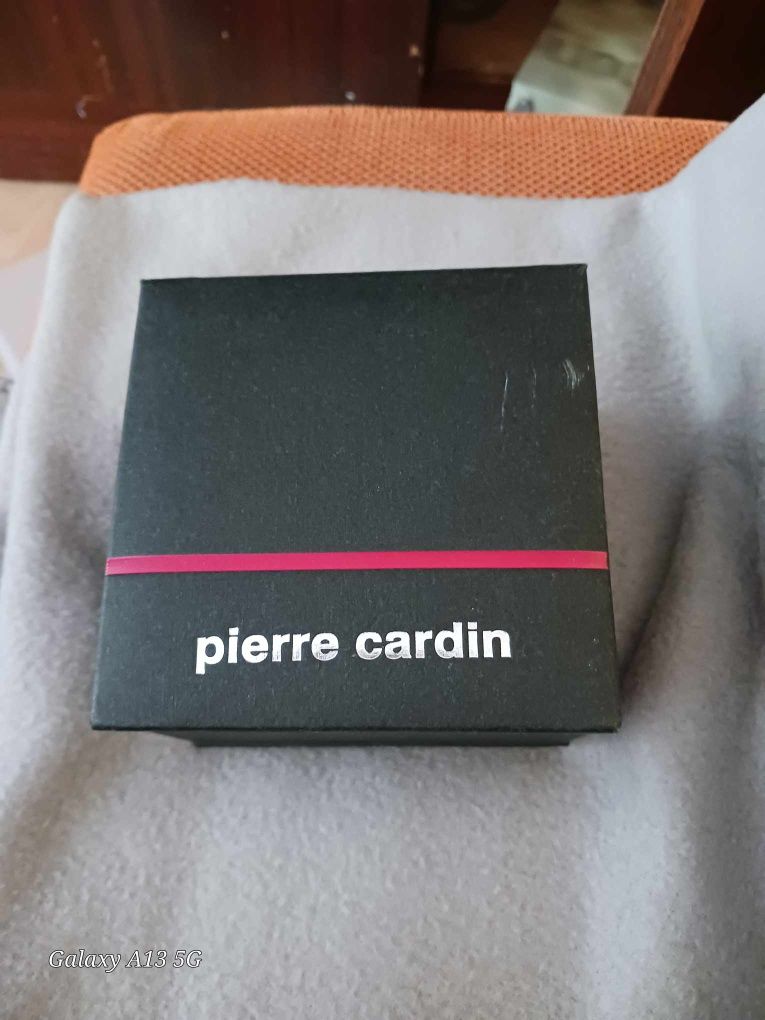 pierre cardin
Galaxy A13 5G